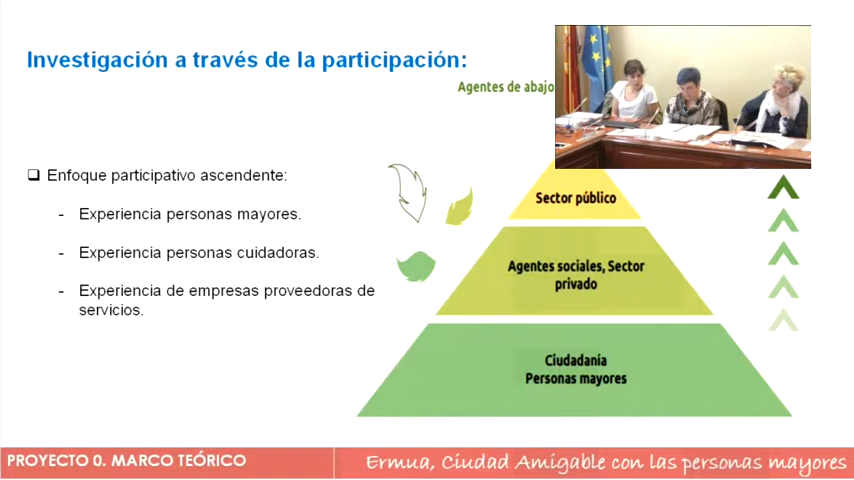 Investigación a través de la participación:
Agentes de abajo
❑ Enfoque participativo ascendente:
- Experiencia personas mayores.
- Experiencia personas cuidadoras.
- Experiencia de empresas proveedoras de
servicios.
Sector público
Agentes sociales, Sector
privado
Ciudadanía
Personas mayores
PROYECTO 0. MARCO TEÓRICO
Ermua, Ciudad Amigable con las personas mayores